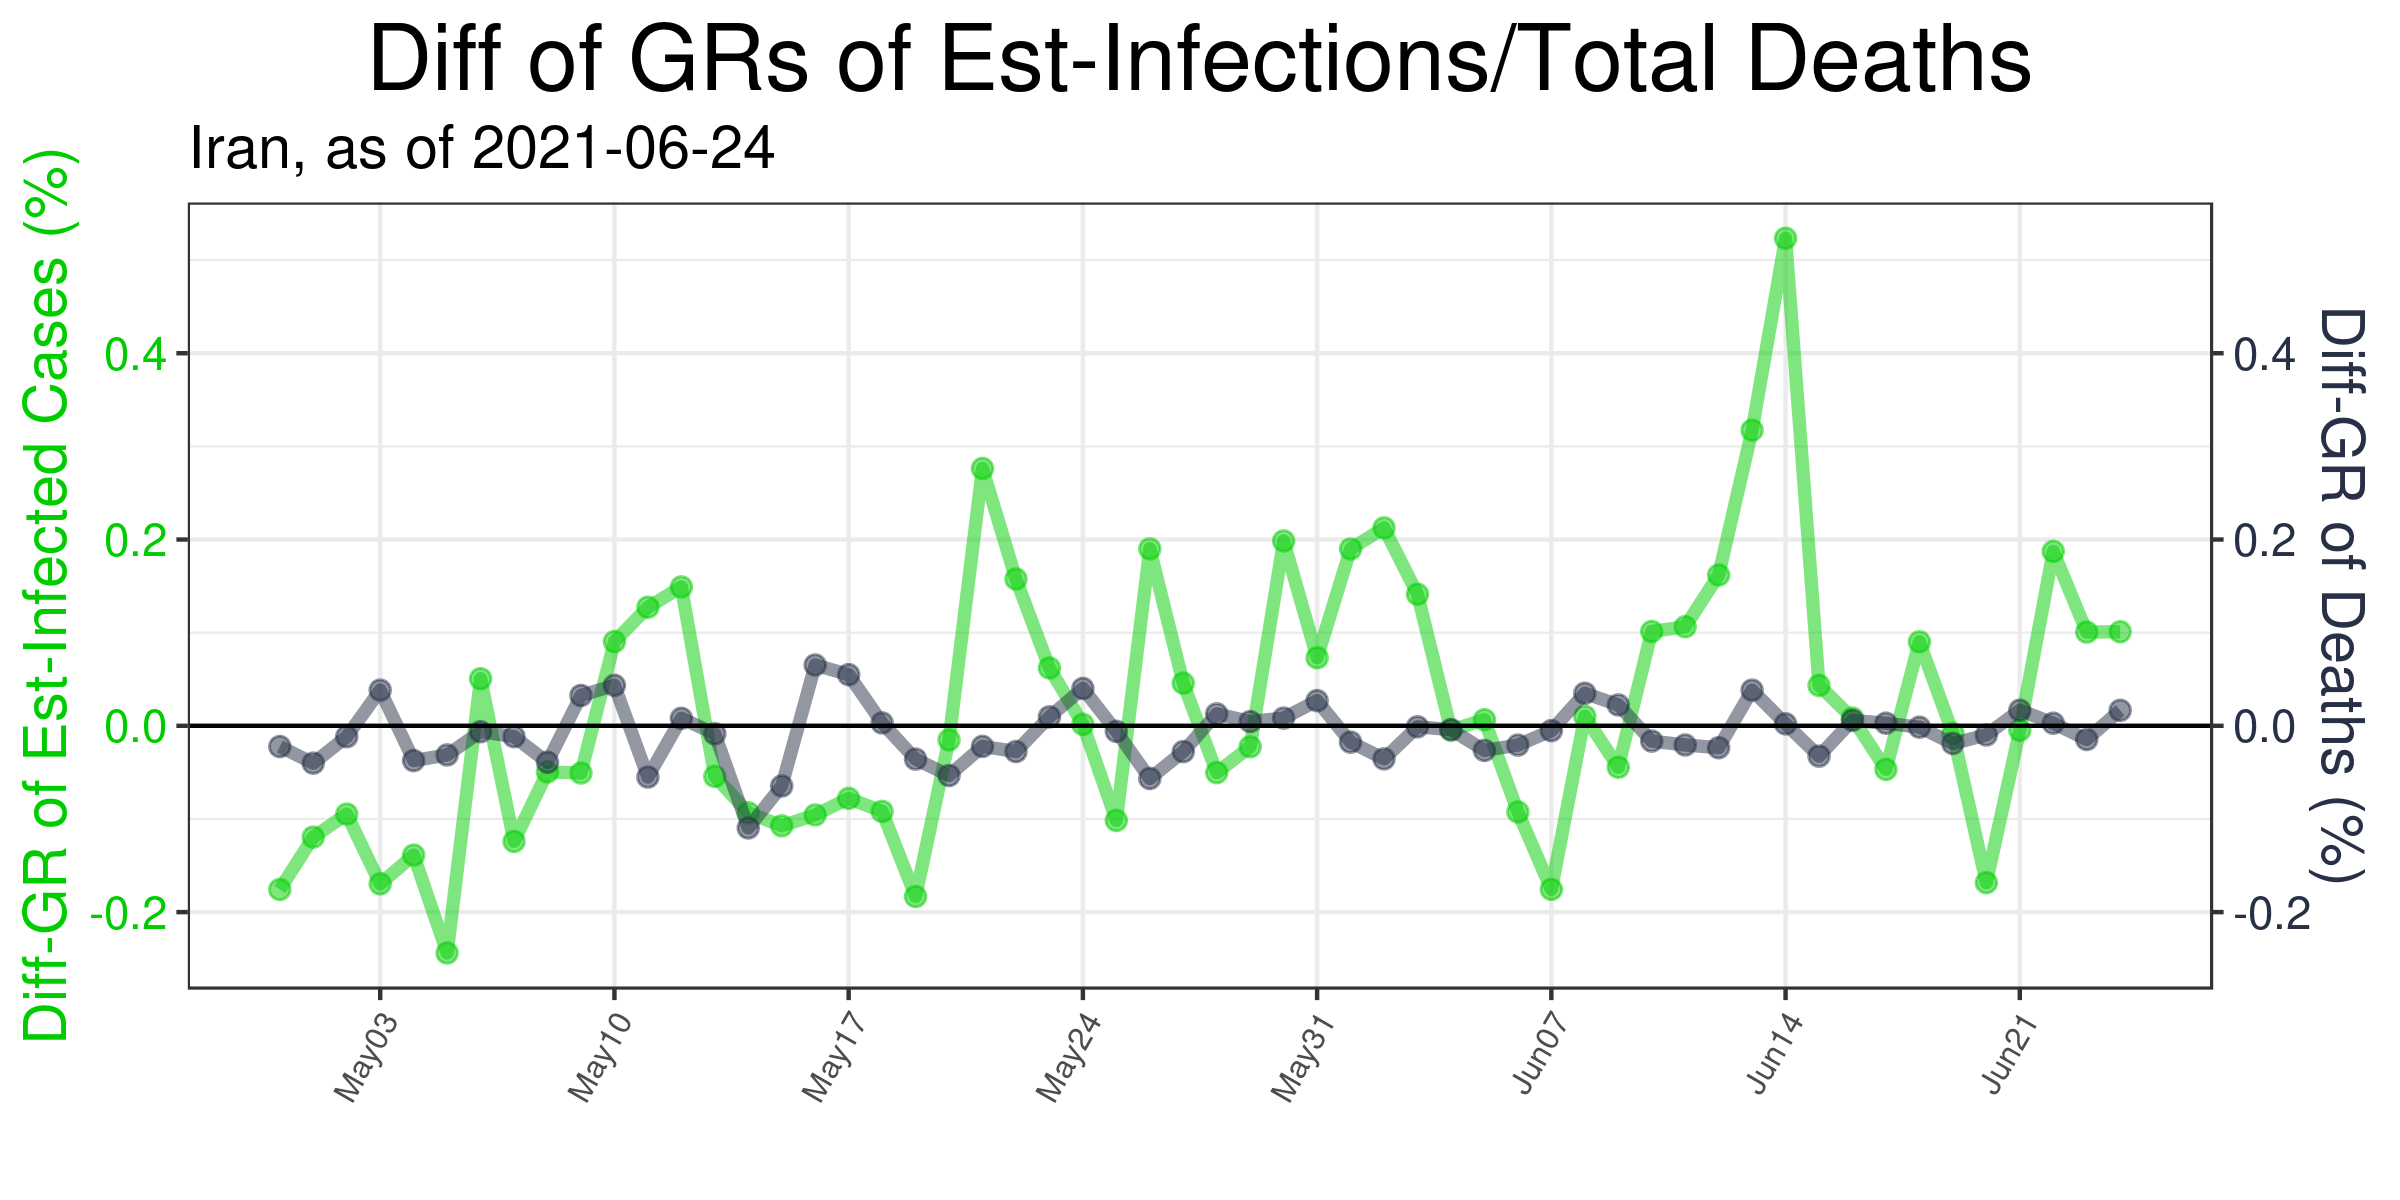 Diff of GRs of Est-Infections/Total Deaths
Iran, as of 2021-06-24
Diff-GR of Est-Infected Cases (%)
0.4
0.2
0.0
-0.2
0.4
0.2
0.0
-0.2
Diff-GR of Deaths (%)
May03
May10
May17
May24
May31
Jun07
Jun14
Jun21